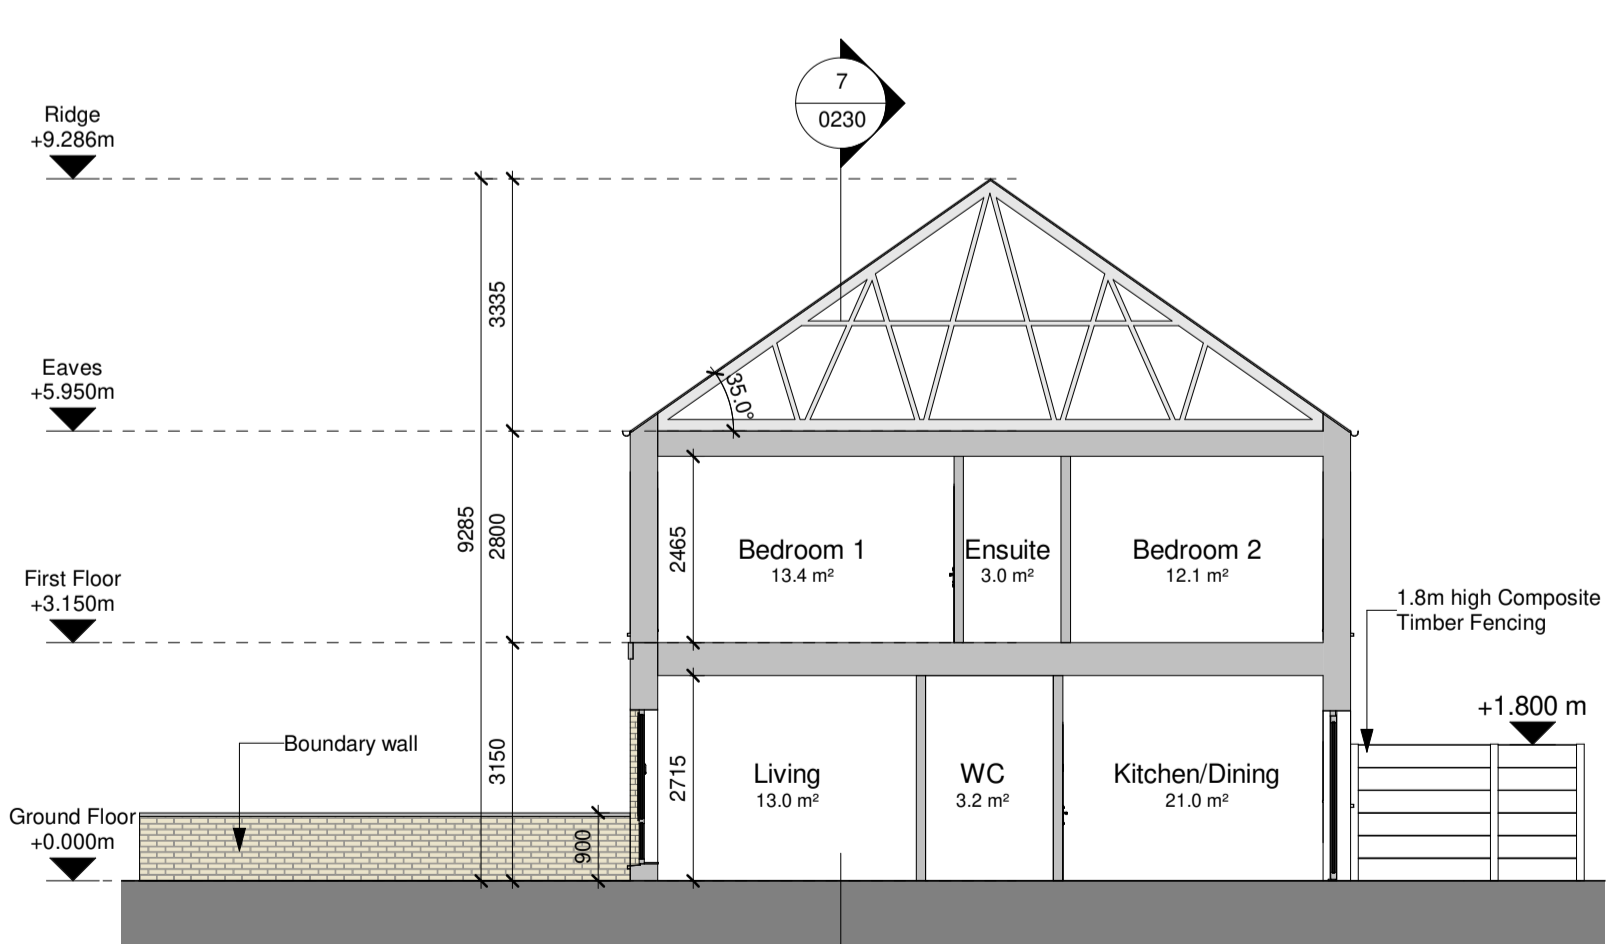 7
0230
Ridge
+9.286m
3335
Eaves
+5.950m
35.0°
9285
2800
2465
Bedroom 1
13.4 m²
Ensuite
3.0 m²
Bedroom 2
12.1 m²
First Floor
+3.150m
1.8m high Composite
Timber Fencing
+1.800 m
Boundary wall
3150
2715
Living
13.0 m²
WC
3.2 m²
Kitchen/Dining
21.0 m²
Ground Floor
+0.000m
900